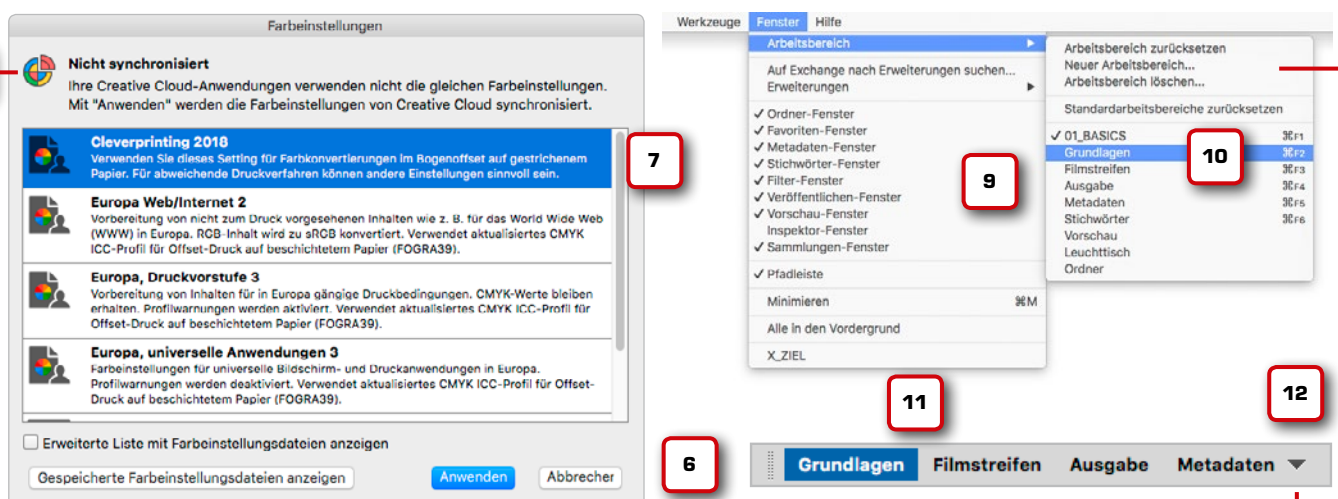 Farbeinstellungen
Nicht synchronisiert
Ihre Creative Cloud-Anwendungen verwenden nicht die gleichen Farbeinstellungen.
Mit "Anwenden" werden die Farbeinstellungen von Creative Cloud synchronisiert.
Cleverprinting 2018
Verwenden Sie dieses Setting für Farbkonvertierungen im Bogenoffset auf gestrichenem
Papier. Für abweichende Druckverfahren können andere Einstellungen sinnvoll sein.
Europa Web/Internet 2
Vorbereitung von nicht zum Druck vorgesehenen Inhalten wie z. B. für das World Wide Web
(WWW) in Europa. RGB-Inhalt wird zu sRGB konvertiert. Verwendet aktualisiertes CMYK
ICC-Profil für Offset-Druck auf beschichtetem Papier (FOGRA39).
Europa, Druckvorstufe 3
Vorbereitung von Inhalten für in Europa gängige Druckbedingungen. CMYK-Werte bleiben
erhalten. Profilwarnungen werden aktiviert. Verwendet aktualisiertes CMYK ICC-Profil für
Offset-Druck auf beschichtetem Papier (FOGRA39).
Europa, universelle Anwendungen 3
Farbeinstellungen für universelle Bildschirm- und Druckanwendungen in Europa.
Profilwarnungen werden deaktiviert. Verwendet aktualisiertes CMYK ICC-Profil für Offset-
Druck auf beschichtetem Papier (FOGRA39).
Erweiterte Liste mit Farbeinstellungsdateien anzeigen
Gespeicherte Farbeinstellungsdateien anzeigen Anwenden Abbrecher
7
6
Werkzeuge Fenster Hilfe
Arbeitsbereich ▶
Auf Exchange nach Erweiterungen suchen...
Erweiterungen ▶
✓ Ordner-Fenster
✓ Favoriten-Fenster
✓ Metadaten-Fenster
✓ Stichwörter-Fenster
✓ Filter-Fenster
✓ Veröffentlichen-Fenster
✓ Vorschau-Fenster
Inspektor-Fenster
✓ Sammlungen-Fenster
✓ Pfadleiste
Minimieren ⌘M
Alle in den Vordergrund
X_ZIEL
9
Arbeitsbereich zurücksetzen
Neuer Arbeitsbereich...
Arbeitsbereich löschen...
Standardarbeitsbereiche zurücksetzen
✓ 01_BASICS ⌘F1
Grundlagen ⌘F2
Filmstreifen ⌘F3
Ausgabe ⌘F4
Metadaten ⌘F5
Stichwörter ⌘F6
Vorschau
Leuchttisch
Ordner
10
11
12
Grundlagen Filmstreifen Ausgabe Metadaten